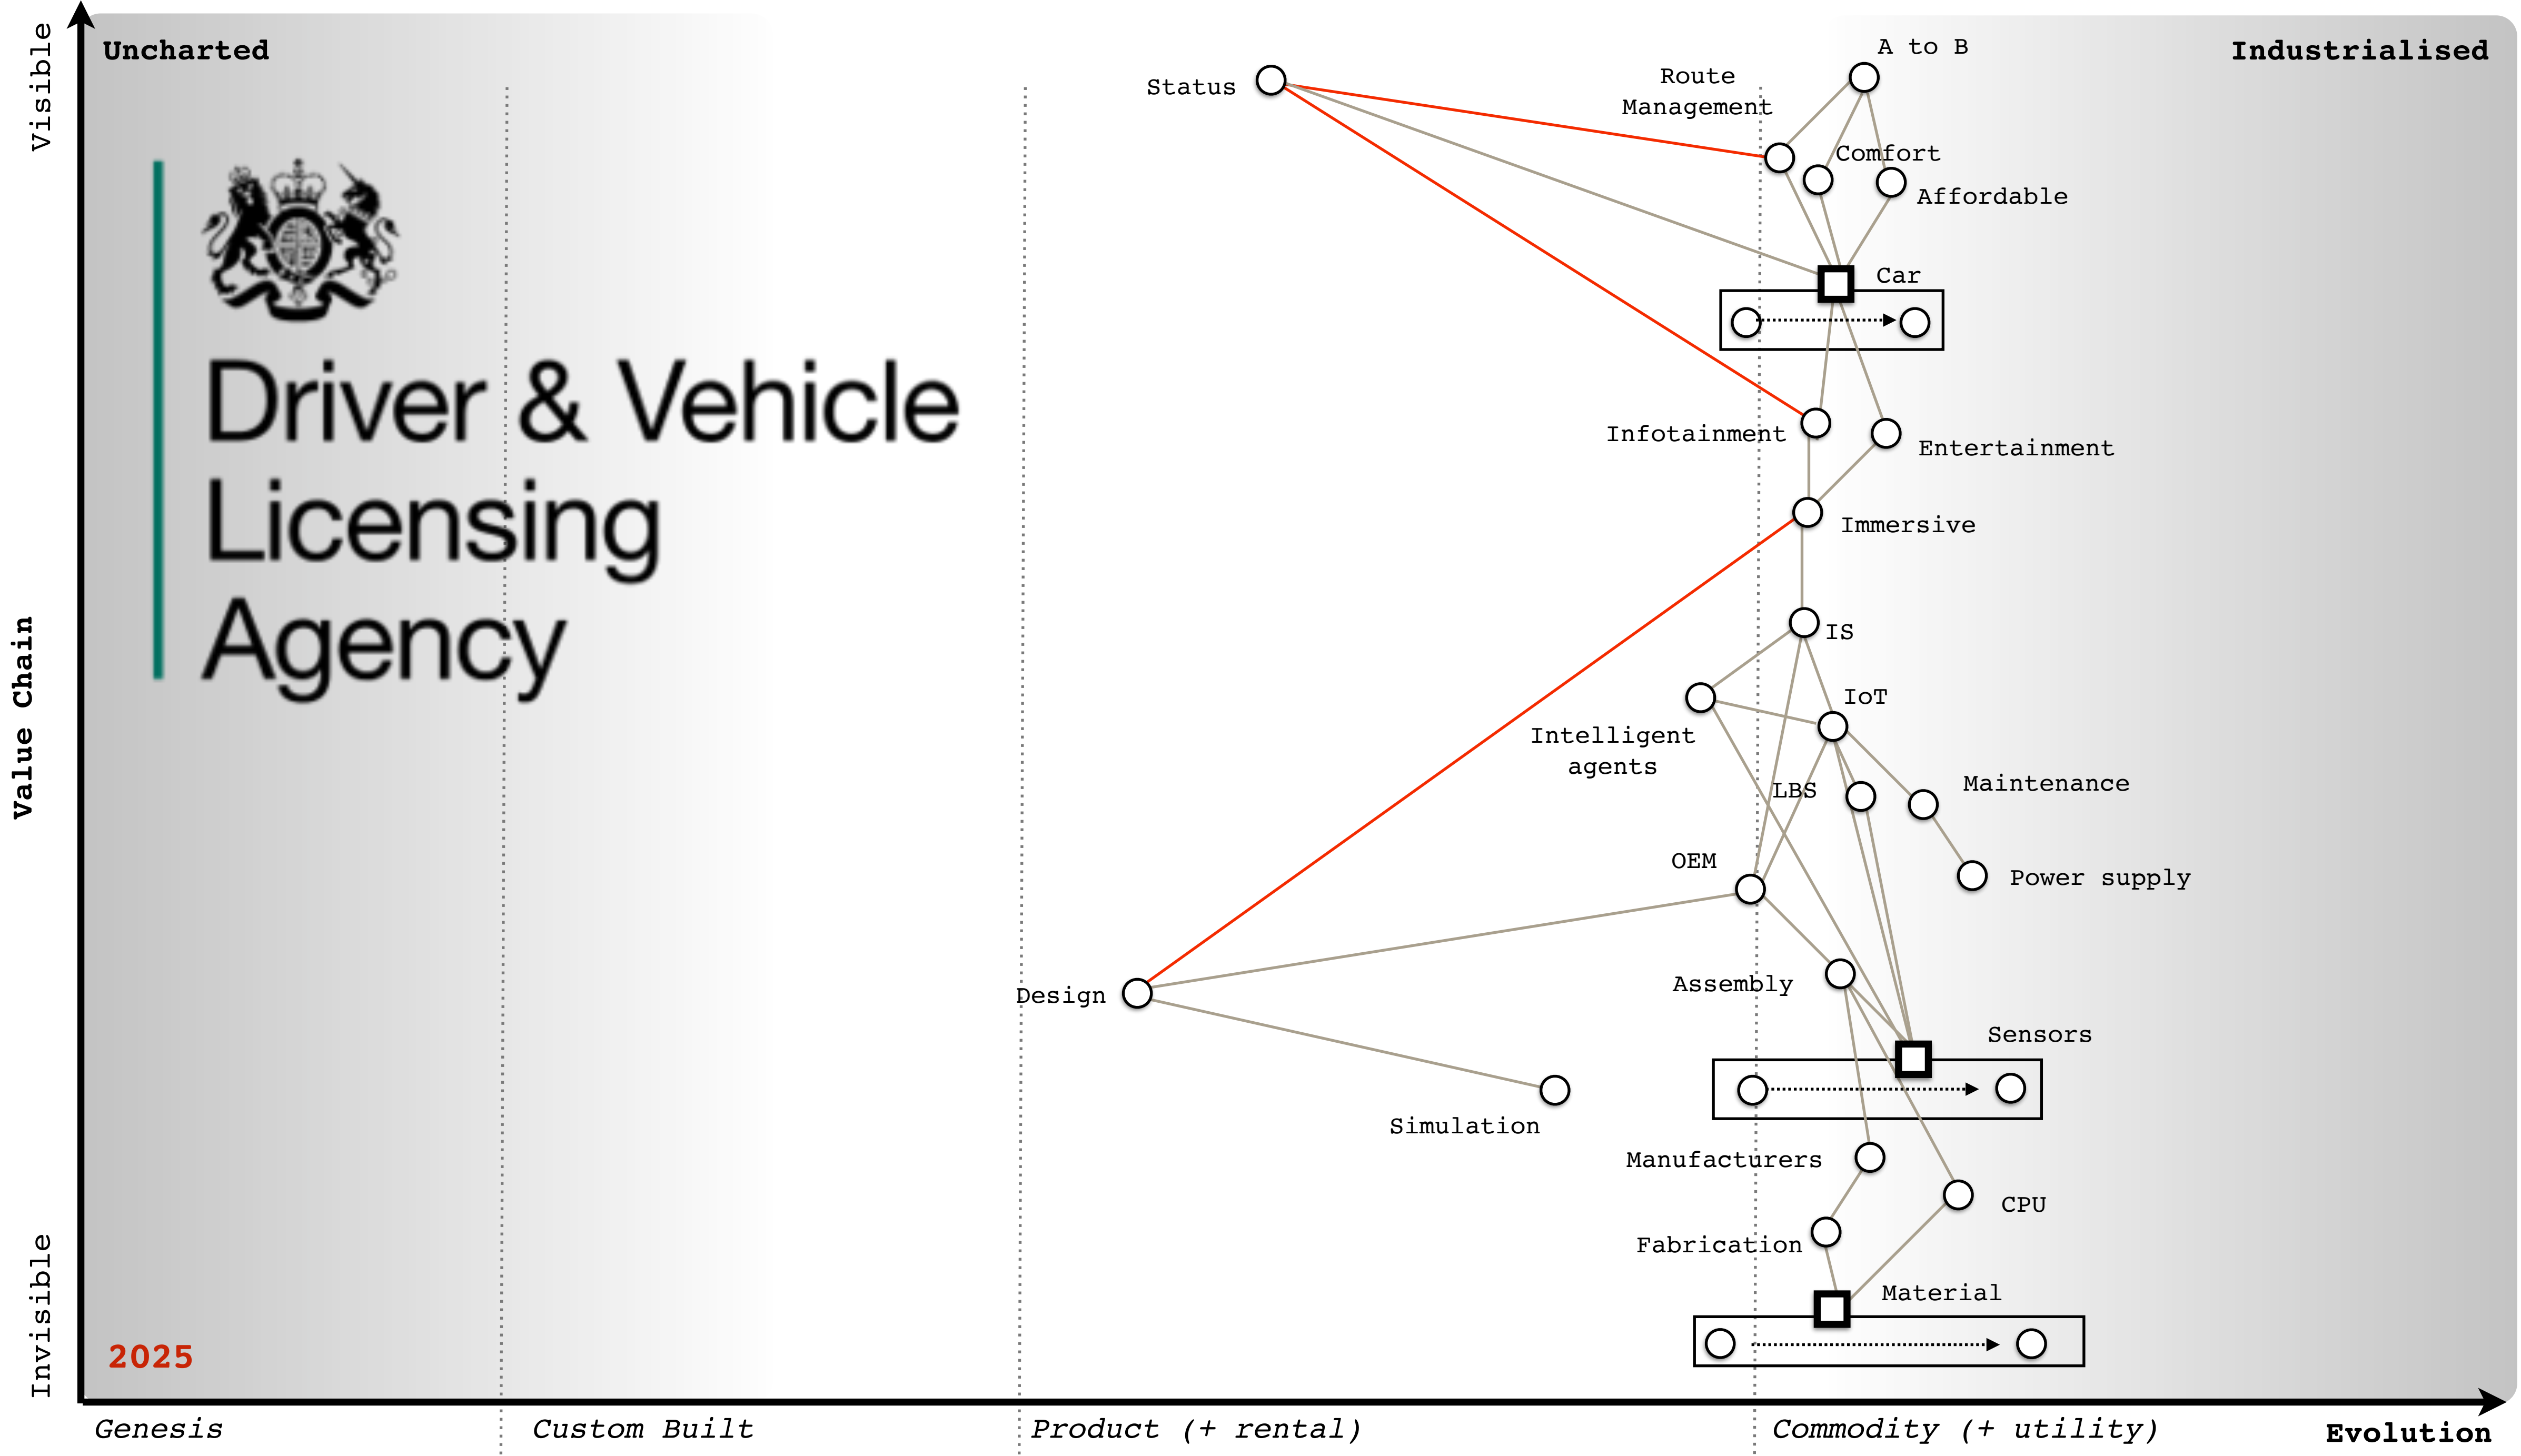 Uncharted
Industrialised
Visible
Value Chain
Invisible
Driver & Vehicle
Licensing
Agency
Status
Route
Management
A to B
Comfort
Affordable
Car
Infotainment
Entertainment
Immersive
IS
IoT
Intelligent
agents
LBS
Maintenance
OEM
Power supply
Assembly
Design
Sensors
Simulation
Manufacturers
CPU
Fabrication
Material
2025
Genesis
Custom Built
Product (+ rental)
Commodity (+ utility)
Evolution